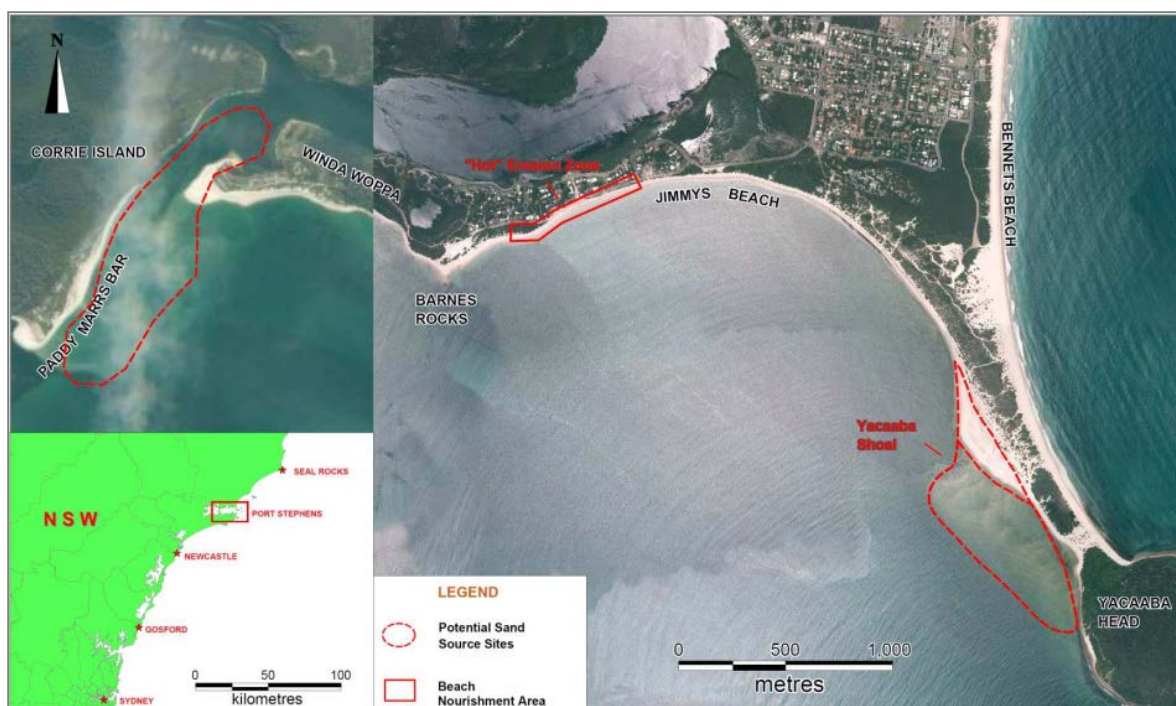 N
CORRIE ISLAND
WINDA WOPPA
PADDY MARRS BAR
"Hot" Erosion Zone
JIMMYS BEACH
BENNETS BEACH
BARNES
ROCKS
Yacaaba
Shoal
YACAABA
HEAD
NSW
SEAL ROCKS
PORT STEPHENS
NEWCASTLE
GOSFORD
SYDNEY
0 50 100
kilometres
LEGEND
Potential Sand
Source Sites
Beach
Nourishment Area
0 500 1,000
metres